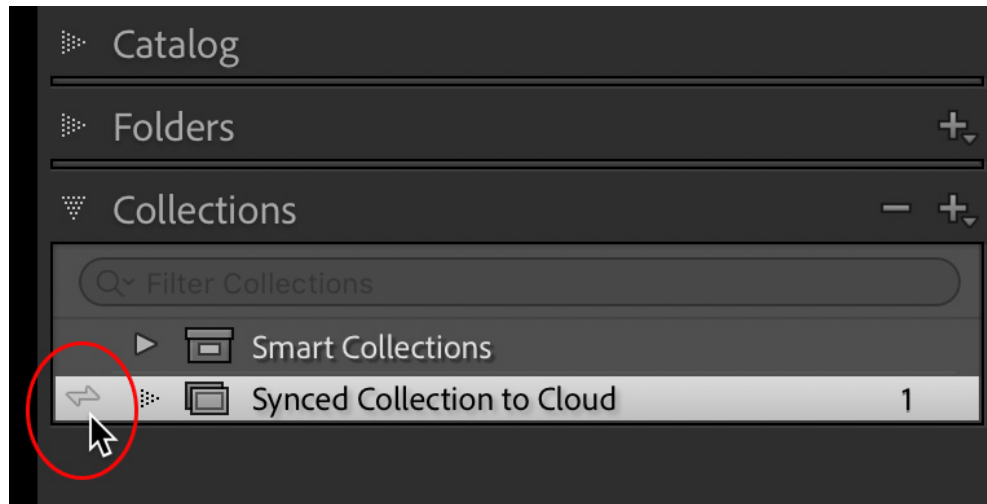 Catalog
Folders
Collections
Filter Collections
Smart Collections
Synced Collection to Cloud 1